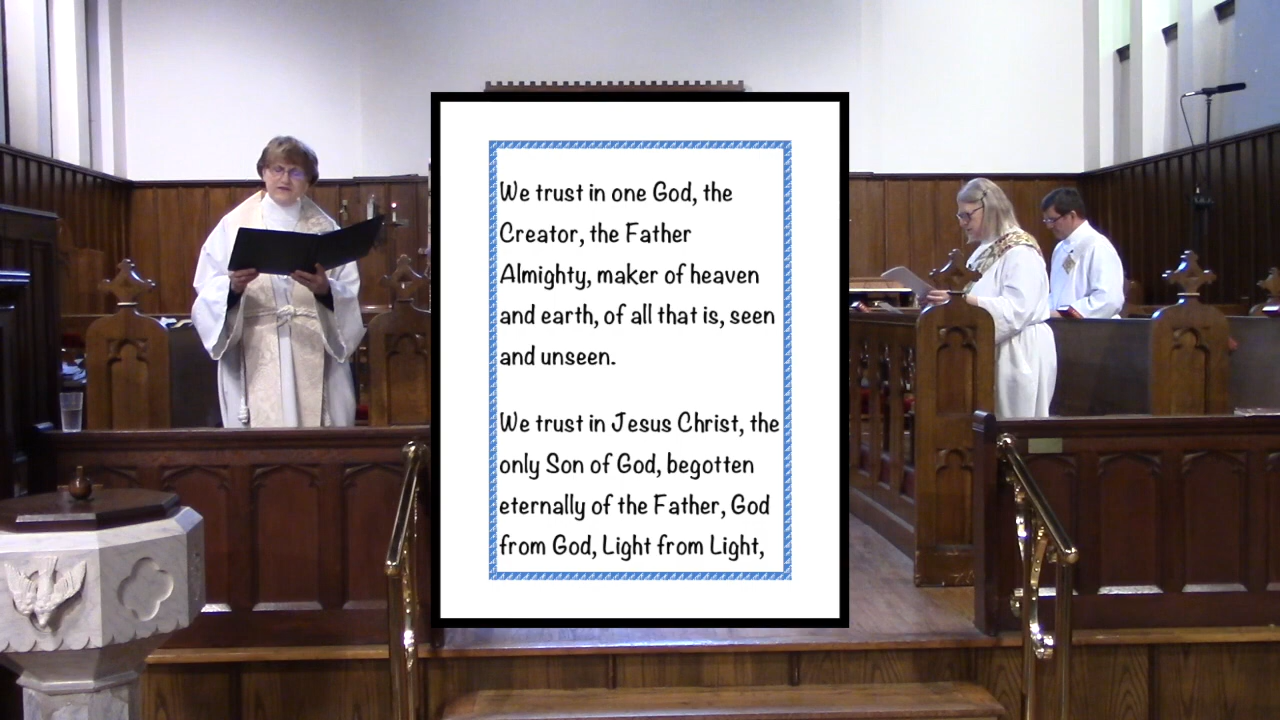 We trust in one God, the
Creator, the Father
Almighty, maker of heaven
and earth, of all that is, seen
and unseen.
We trust in Jesus Christ, the
only Son of God, begotten
eternally of the Father, God
from God, Light from Light,